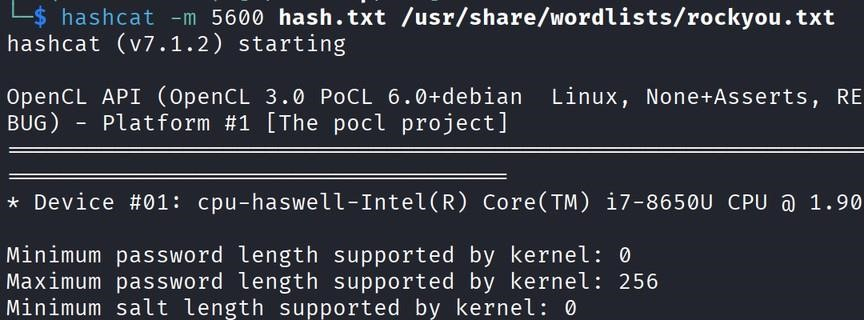 └─$ hashcat -m 5600 hash.txt /usr/share/wordlists/rockyou.txt
hashcat (v7.1.2) starting
OpenCL API (OpenCL 3.0 PoCL 6.0+debian  Linux, None+Asserts, RE
BUG) - Platform #1 [The pocl project]
* Device #01: cpu-haswell-Intel(R) Core(TM) i7-8650U CPU @ 1.90
Minimum password length supported by kernel: 0
Maximum password length supported by kernel: 256
Minimum salt length supported by kernel: 0